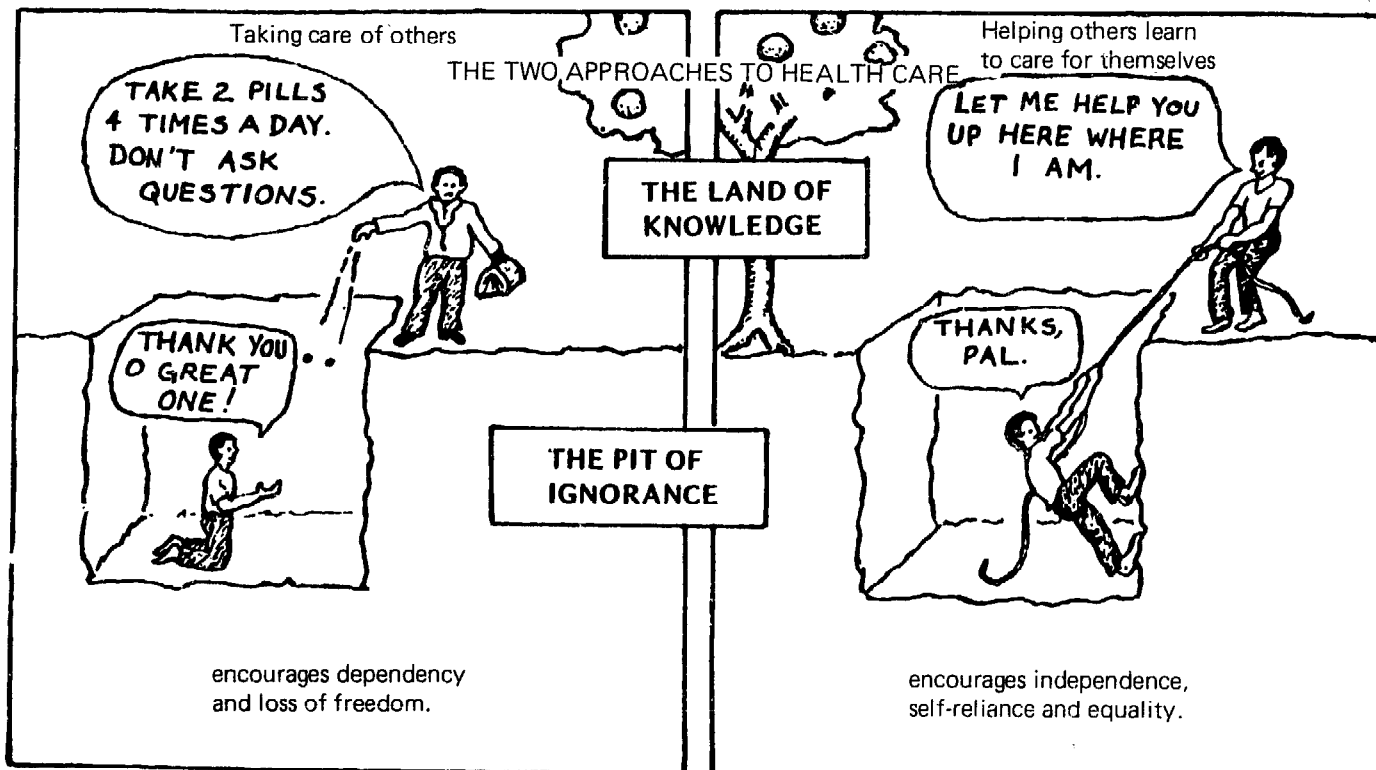 THE TWO APPROACHES TO HEALTH CARE
Taking care of others
TAKE 2 PILLS
4 TIMES A DAY.
DON'T ASK
QUESTIONS.
THANK YOU
O GREAT
ONE!
encourages dependency
and loss of freedom.
THE LAND OF
KNOWLEDGE
THE PIT OF
IGNORANCE
Helping others learn
to care for themselves
LET ME HELP YOU
UP HERE WHERE
I AM.
THANKS,
PAL.
encourages independence,
self-reliance and equality.